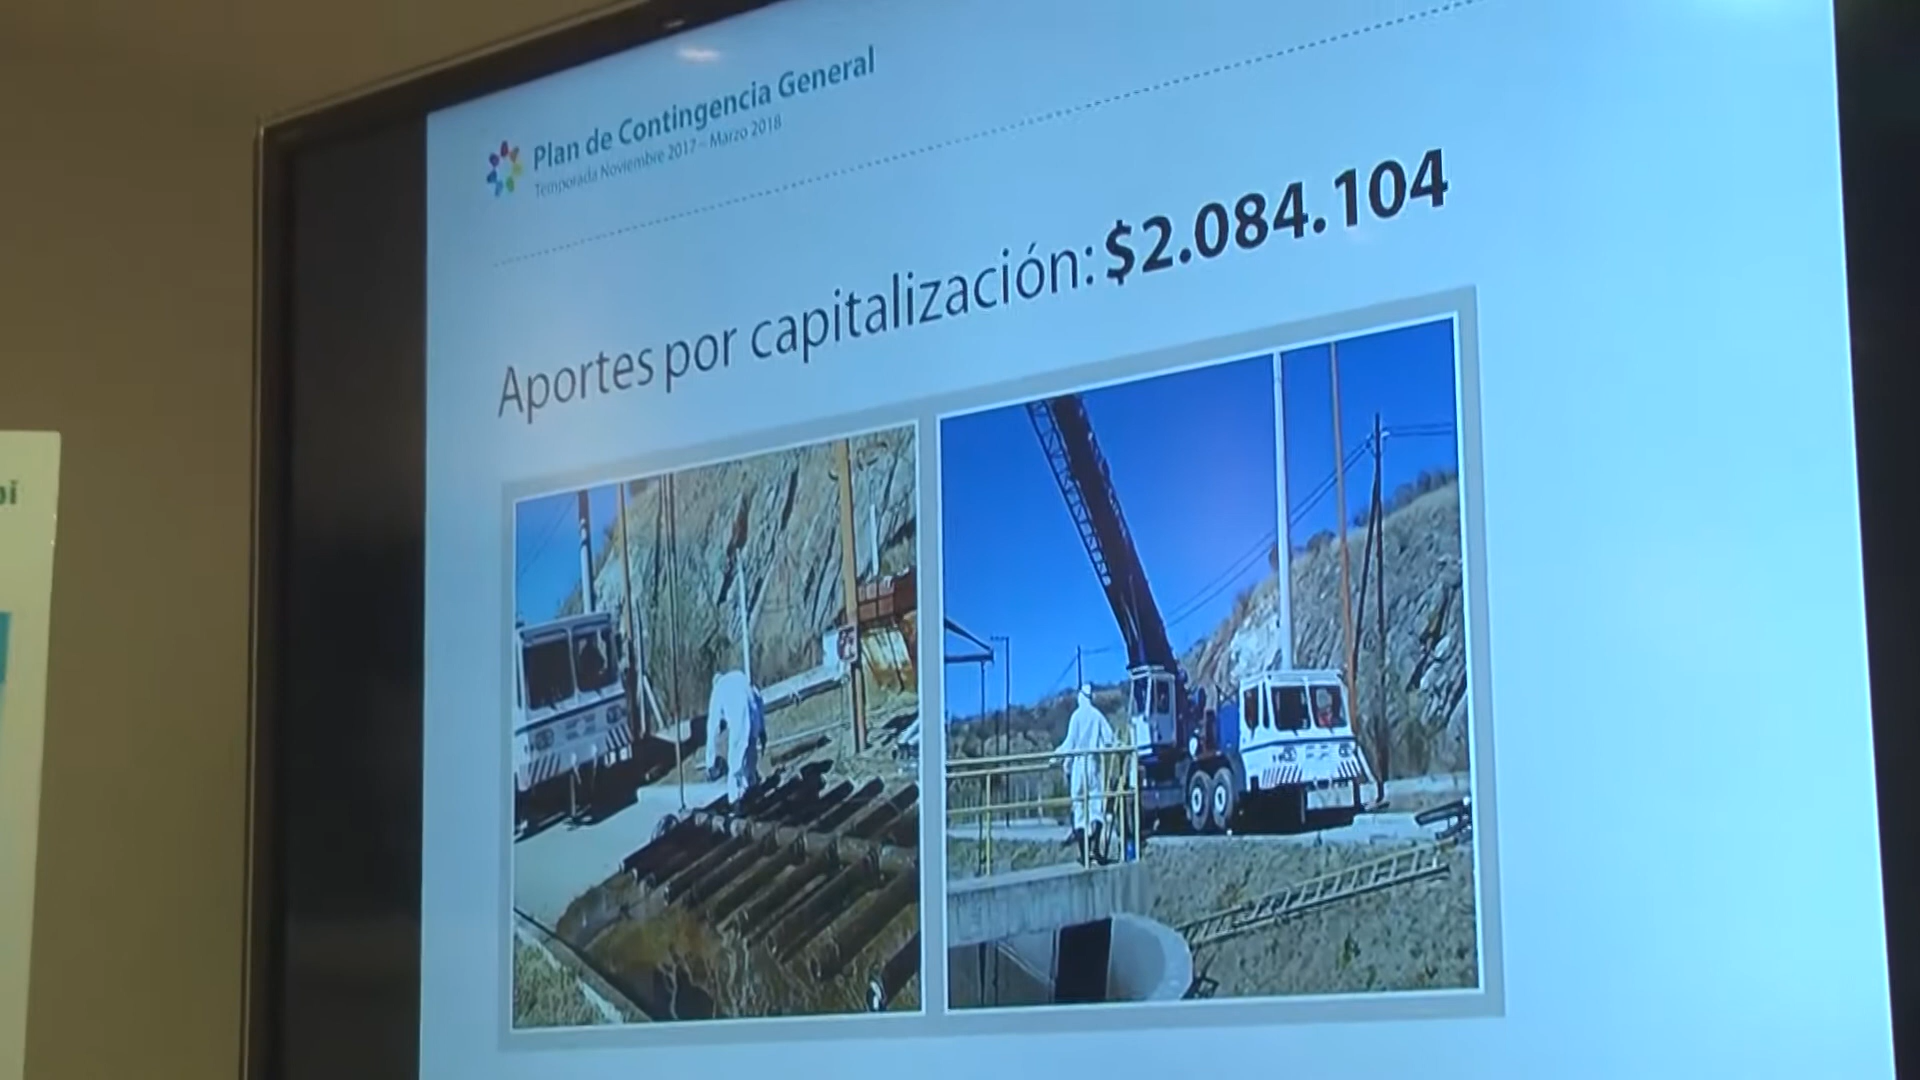 Plan de Contingencia General
Temporada Noviembre 2017 - Marzo 2018
Aportes por capitalización: $2.084.104